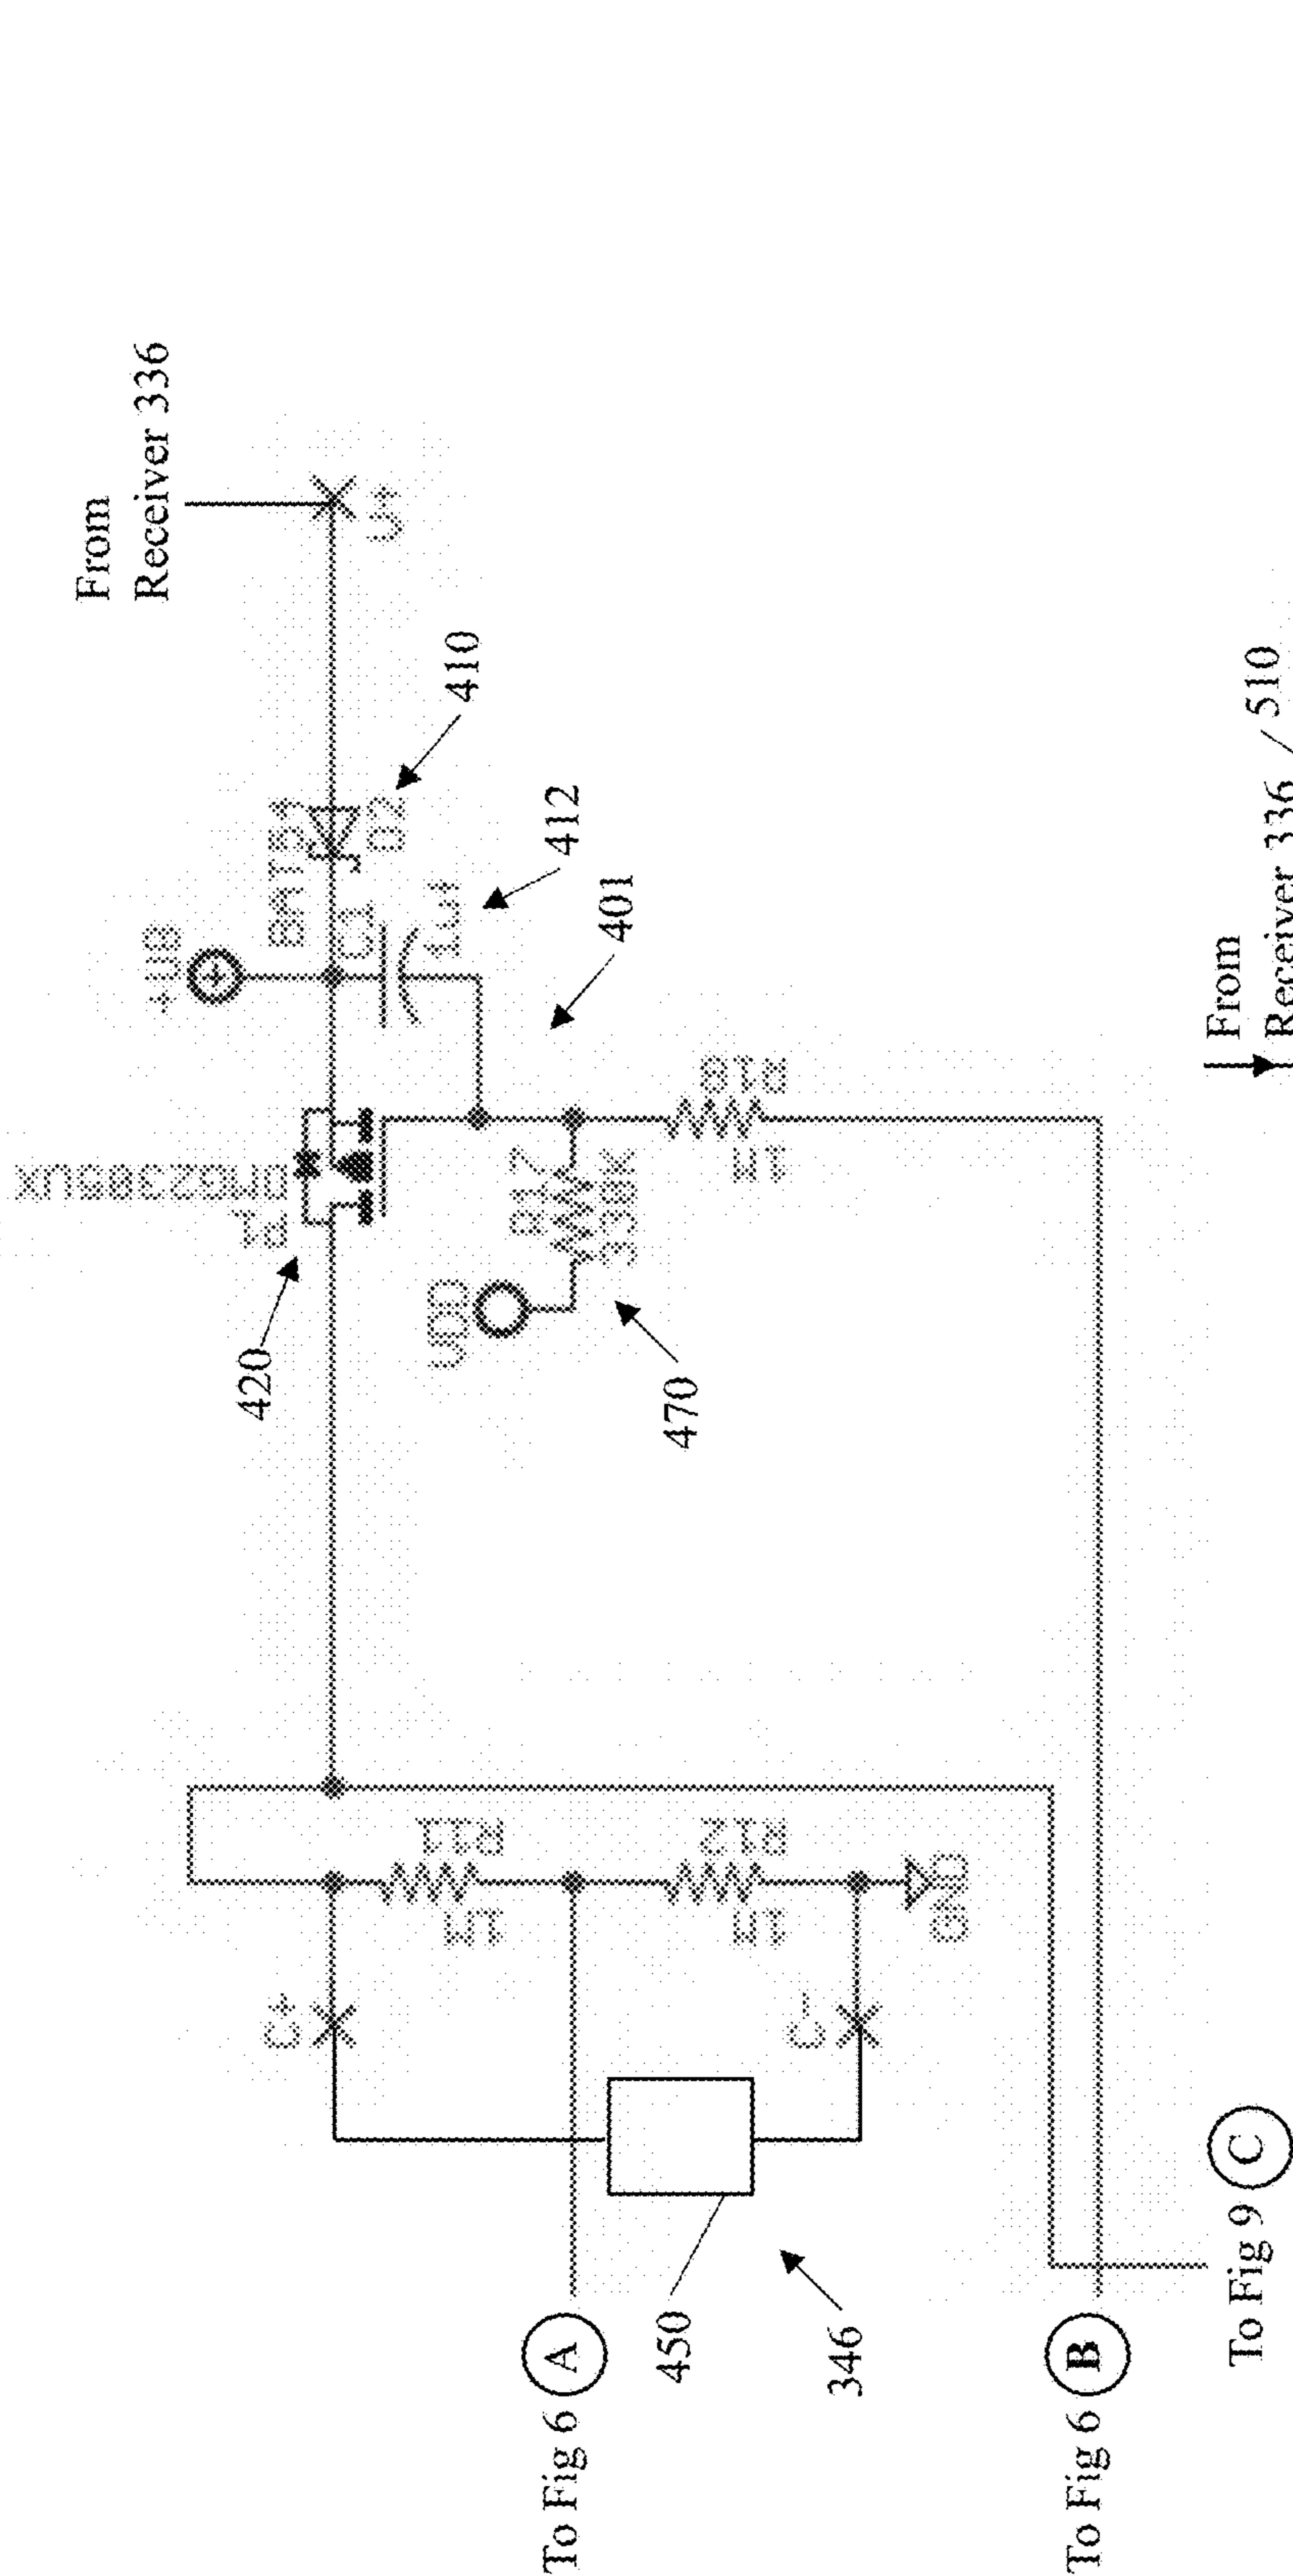 From
Receiver 336
V+
410
BAT54
D2
412
C1
1uf
401
+VB
DMG2305UX
P1
420
R17
330K
VDD
470
R18
1M
R11
1M
R12
1M
GND
C+
C-
450
346
To Fig 6 A
To Fig 6 B
To Fig 9 C
From
Receiver 336
510